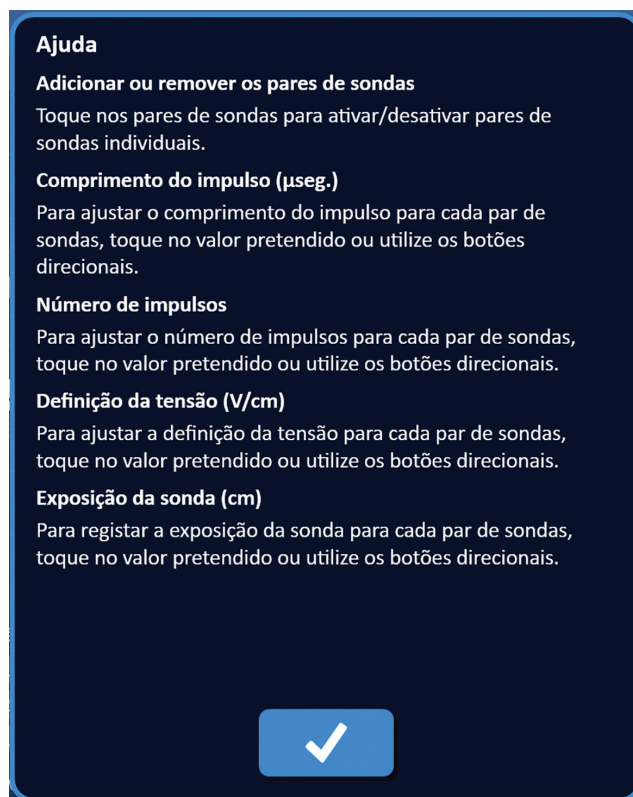 Ajuda
Adicionar ou remover os pares de sondas
Toque nos pares de sondas para ativar/desativar pares de
sondas individuais.
Comprimento do impulso (µseg.)
Para ajustar o comprimento do impulso para cada par de
sondas, toque no valor pretendido ou utilize os botões
direcionais.
Número de impulsos
Para ajustar o número de impulsos para cada par de sondas,
toque no valor pretendido ou utilize os botões direcionais.
Definição da tensão (V/cm)
Para ajustar a definição da tensão para cada par de sondas,
toque no valor pretendido ou utilize os botões direcionais.
Exposição da sonda (cm)
Para registar a exposição da sonda para cada par de sondas,
toque no valor pretendido ou utilize os botões direcionais.